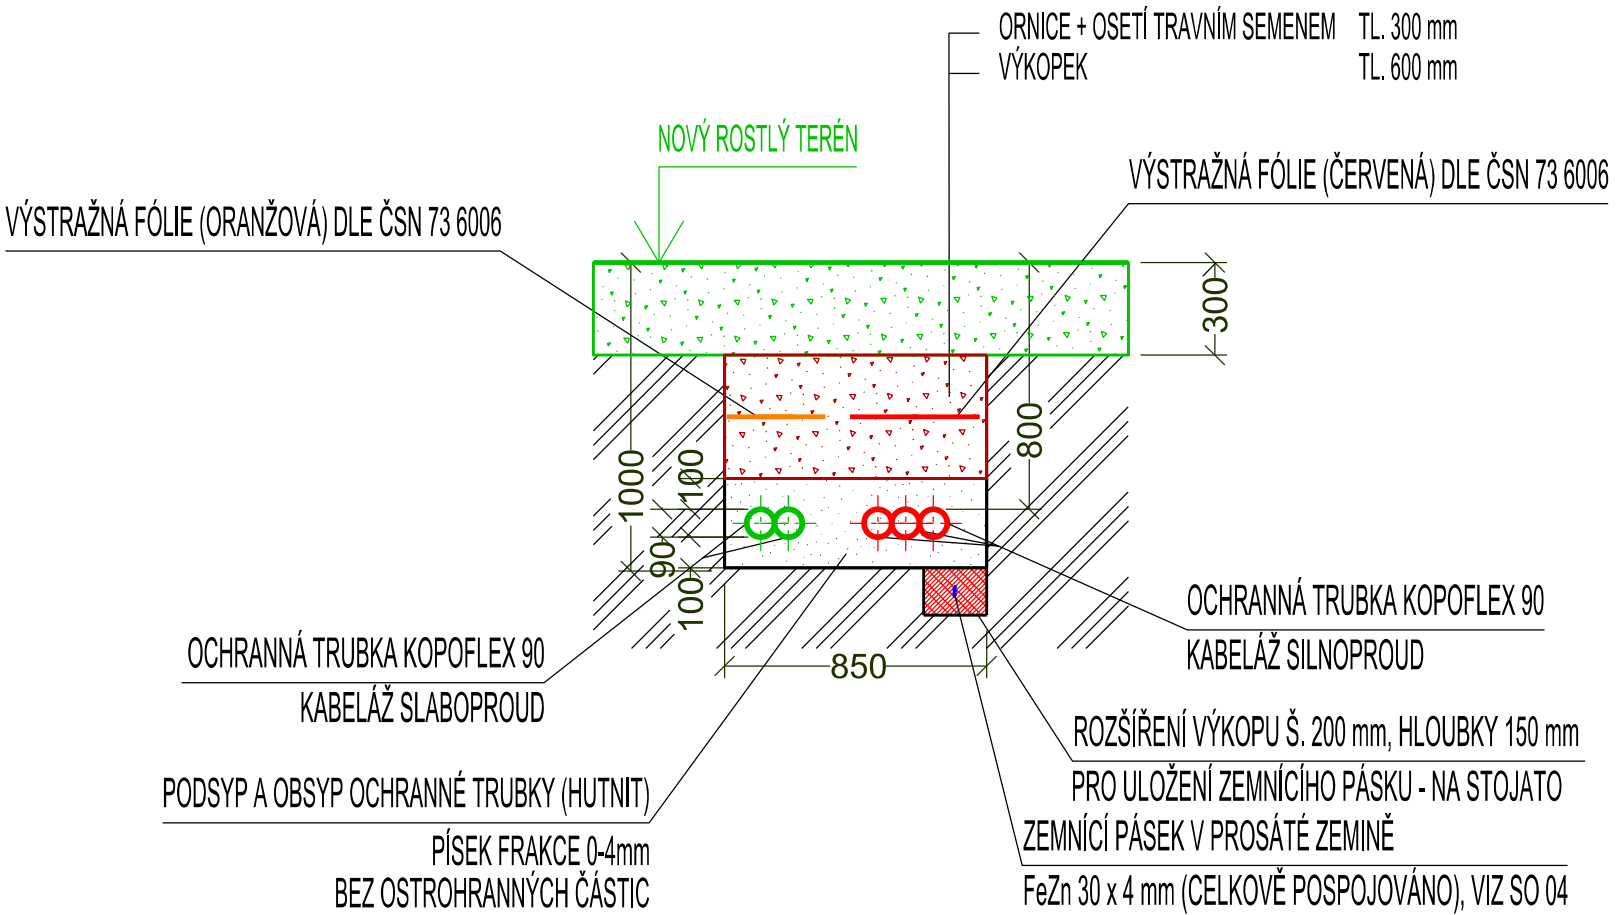 ORNICE + OSETÍ TRAVNÍM SEMENEM TL. 300 mm
VÝKOPEK TL. 600 mm
NOVÝ ROSTLÝ TERÉN
VÝSTRAŽNÁ FÓLIE (ČERVENÁ) DLE ČSN 73 6006
VÝSTRAŽNÁ FÓLIE (ORANŽOVÁ) DLE ČSN 73 6006
300
800
1000
100
90
100
850
OCHRANNÁ TRUBKA KOPOFLEX 90
KABELÁŽ SILNOPROUD
OCHRANNÁ TRUBKA KOPOFLEX 90
KABELÁŽ SLABOPROUD
ROZŠÍŘENÍ VÝKOPU Š. 200 mm, HLOUBKY 150 mm
PRO ULOŽENÍ ZEMNÍCÍHO PÁSKU - NA STOJATO
PODSYP A OBSYP OCHRANNÉ TRUBKY (HUTNIT)
PÍSEK FRAKCE 0-4mm
BEZ OSTROHRANNÝCH ČÁSTIC
ZEMNÍCÍ PÁSEK V PROSÁTÉ ZEMINĚ
FeZn 30 x 4 mm (CELKOVĚ POSPOJOVÁNO), VIZ SO 04